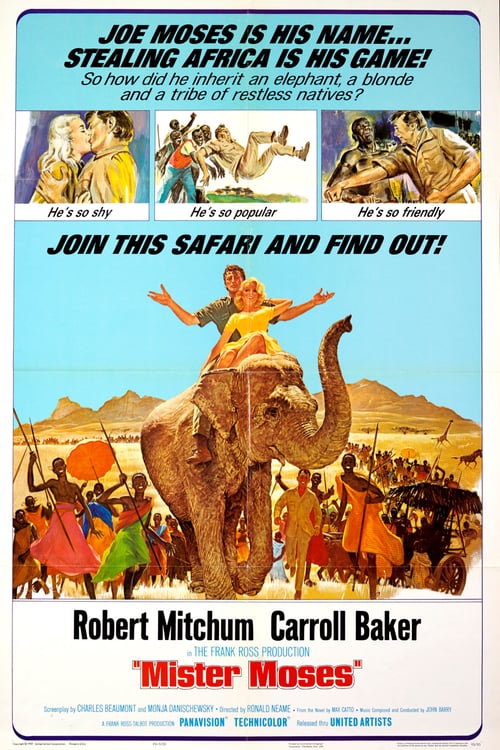 JOE MOSES IS HIS NAME...
STEALING AFRICA IS HIS GAME!
So how did he inherit an elephant, a blonde
and a tribe of restless natives?
He's so shy
He's so popular
He's so friendly
JOIN THIS SAFARI AND FIND OUT!
Robert Mitchum Carroll Baker
in THE FRANK ROSS PRODUCTION
"Mister Moses"
Screenplay by CHARLES BEAUMONT and MONJA DANISCHEWSKY Directed by RONALD NEAME From the Novel by MAX CATTO Music Composed and Conducted by JOHN BARRY
A FRANK ROSS-TALBOT PRODUCTION PANAVISION® TECHNICOLOR® Released thru UNITED ARTISTS